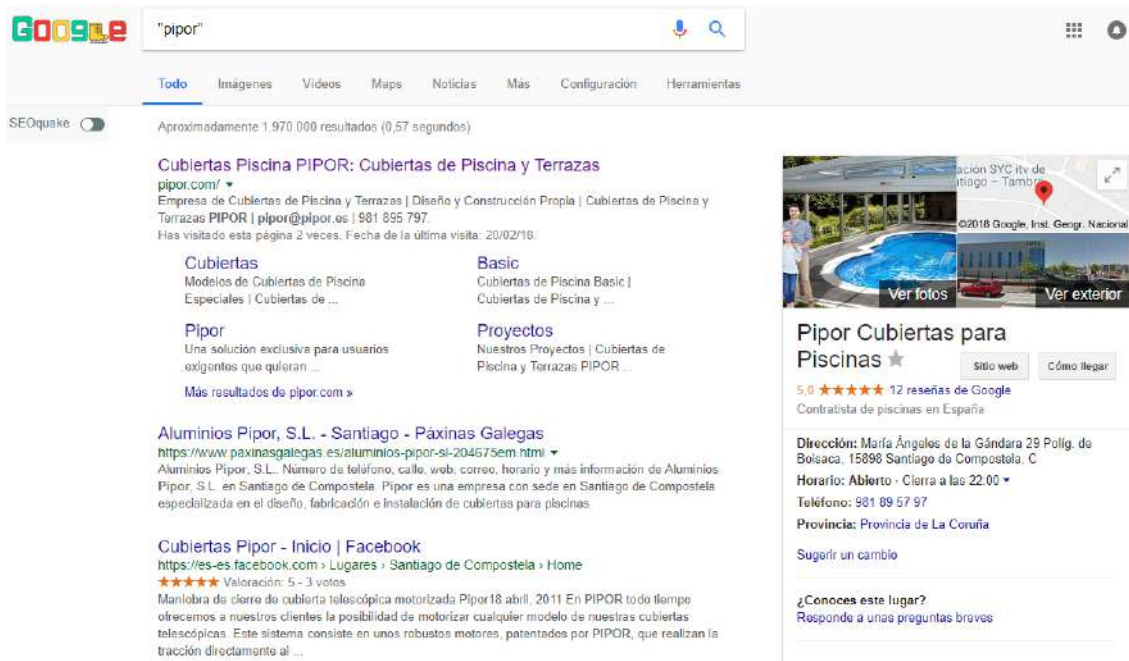 Google
"pipor"
Todo Imágenes Vídeos Maps Noticias Más Configuración Herramientas
SEOquake
Aproximadamente 1.970.000 resultados (0,57 segundos)
Cubiertas Piscina PIPOR: Cubiertas de Piscina y Terrazas
pipor.com/
Empresa de Cubiertas de Piscina y Terrazas | Diseño y Construcción Propia | Cubiertas de Piscina y
Terrazas PIPOR | pipor@pipor.es | 981 895 797.
Has visitado esta página 2 veces. Fecha de la última visita: 20/02/18.
Cubiertas
Modelos de Cubiertas de Piscina
Especiales | Cubiertas de ...
Basic
Cubiertas de Piscina Basic |
Cubiertas de Piscina y ...
Pipor
Una solución exclusiva para usuarios
exigentes que quieran ...
Proyectos
Nuestros Proyectos | Cubiertas de
Piscina y Terrazas PIPOR ...
Más resultados de pipor.com »
Aluminios Pipor, S.L. - Santiago - Páxinas Galegas
https://www.paxinasgalegas.es/aluminios-pipor-sl-204675em.html
Aluminios Pipor, S.L.. Número de teléfono, calle, web, correo, horario y más información de Aluminios
Pipor, S.L. en Santiago de Compostela. Pipor es una empresa con sede en Santiago de Compostela
especializada en el diseño, fabricación e instalación de cubiertas para piscinas.
Cubiertas Pipor - Inicio | Facebook
https://es-es.facebook.com › Lugares › Santiago de Compostela › Home
★★★★★ Valoración: 5 - 3 votos
Maniobra de cierre de cubierta telescópica motorizada Pipor18 abril, 2011 En PIPOR todo tiempo
ofrecemos a nuestros clientes la posibilidad de motorizar cualquier modelo de nuestras cubiertas
telescópicas. Este sistema consiste en unos robustos motores, patentados por PIPOR, que realizan la
tracción directamente al ...
ación SYC itv de
tiago – Tambre
©2018 Google, Inst. Geogr. Nacional
Ver fotos
Ver exterior
Pipor Cubiertas para
Piscinas
Sitio web Cómo llegar
5,0 ★★★★★ 12 reseñas de Google
Contratista de piscinas en España
Dirección: María Ángeles de la Gándara 29 Políg. de
Boisaca, 15898 Santiago de Compostela, C
Horario: Abierto · Cierra a las 22:00
Teléfono: 981 89 57 97
Provincia: Provincia de La Coruña
Sugerir un cambio
¿Conoces este lugar?
Responde a unas preguntas breves